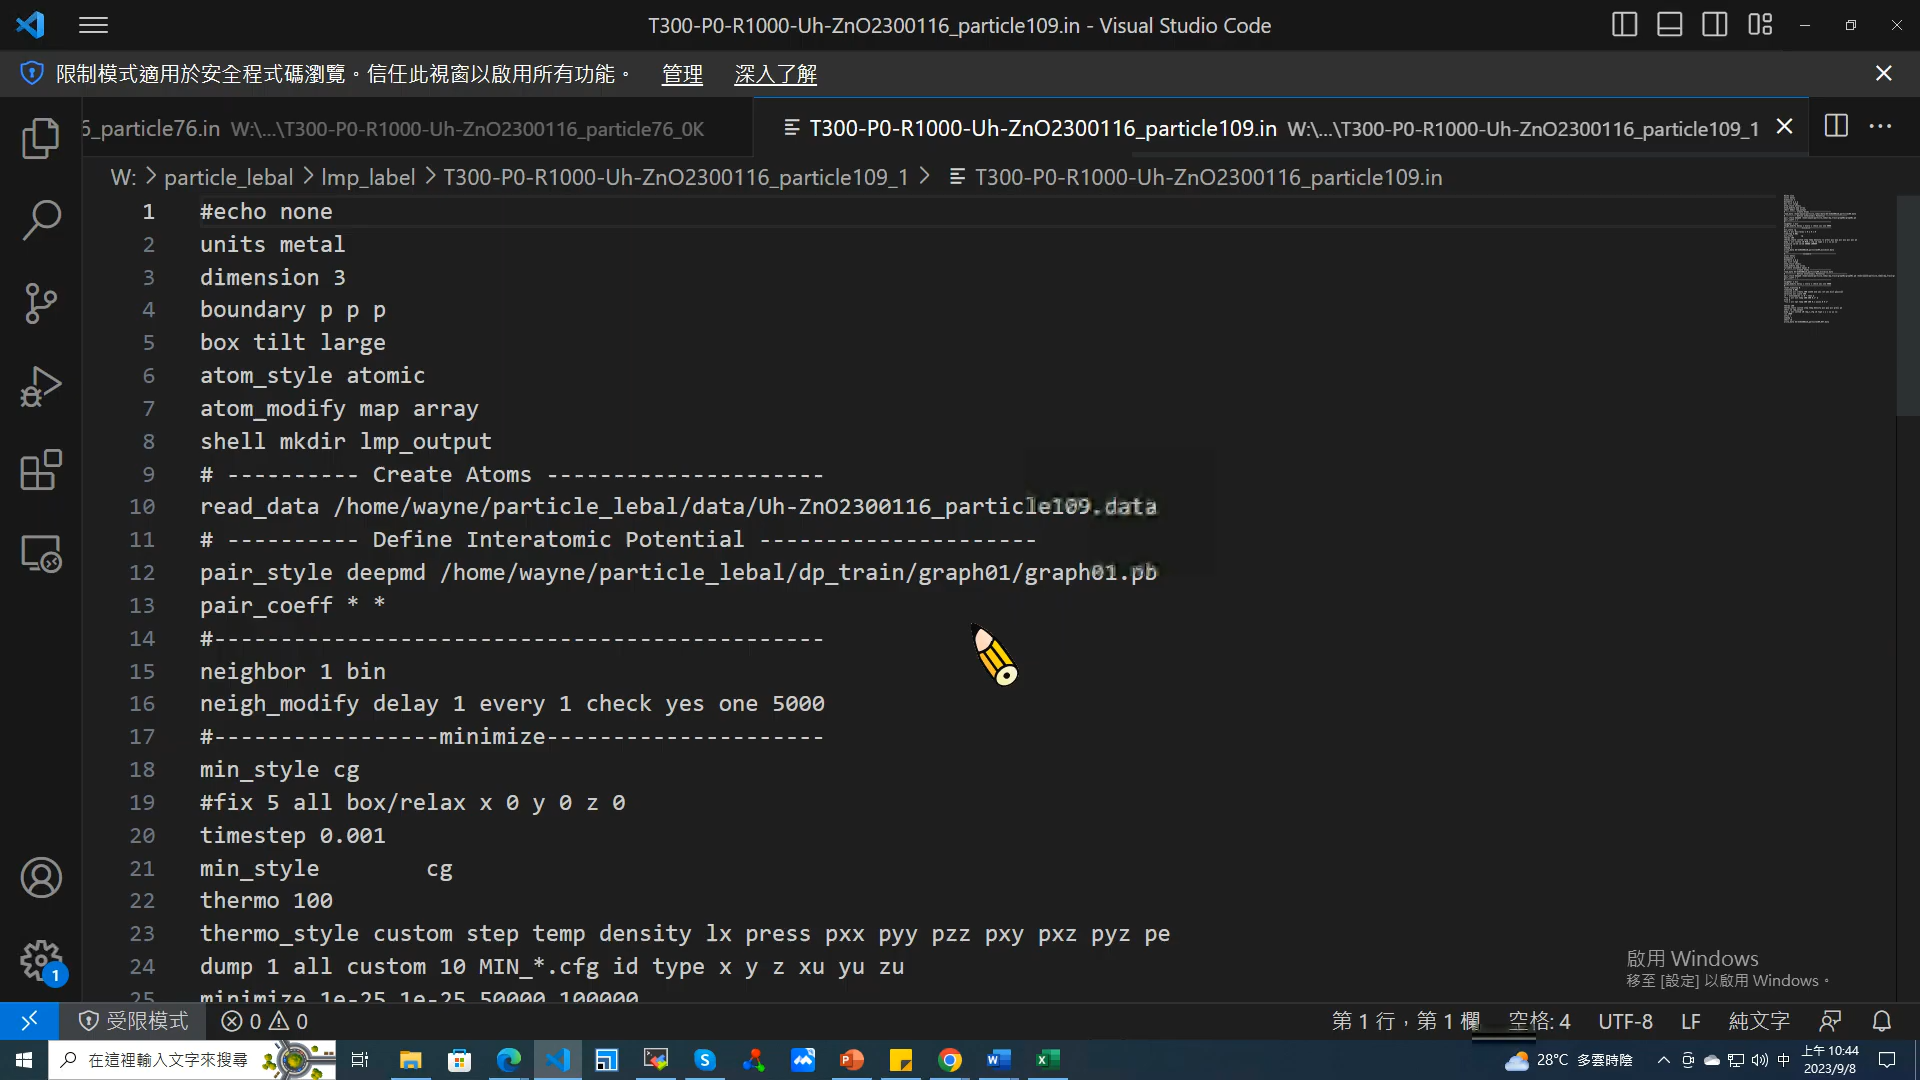 T300-P0-R1000-Uh-ZnO2300116_particle109.in - Visual Studio Code
限制模式適用於安全程式碼瀏覽。信任此視窗以啟用所有功能。 管理 深入了解
6_particle76.in W:\...\T300-P0-R1000-Uh-ZnO2300116_particle76_0K
T300-P0-R1000-Uh-ZnO2300116_particle109.in W:\...\T300-P0-R1000-Uh-ZnO2300116_particle109_1
W: > particle_lebal > lmp_label > T300-P0-R1000-Uh-ZnO2300116_particle109_1 > T300-P0-R1000-Uh-ZnO2300116_particle109.in
1 #echo none
2 units metal
3 dimension 3
4 boundary p p p
5 box tilt large
6 atom_style atomic
7 atom_modify map array
8 shell mkdir lmp_output
9 # ---------- Create Atoms ---------------------
10 read_data /home/wayne/particle_lebal/data/Uh-ZnO2300116_particle109.data
11 # ---------- Define Interatomic Potential ---------------------
12 pair_style deepmd /home/wayne/particle_lebal/dp_train/graph01/graph01.pb
13 pair_coeff * *
14 #----------------------------------------------
15 neighbor 1 bin
16 neigh_modify delay 1 every 1 check yes one 5000
17 #-----------------minimize---------------------
18 min_style cg
19 #fix 5 all box/relax x 0 y 0 z 0
20 timestep 0.001
21 min_style        cg
22 thermo 100
23 thermo_style custom step temp density lx press pxx pyy pzz pxy pxz pyz pe
24 dump 1 all custom 10 MIN_*.cfg id type x y z xu yu zu
25 minimize 1e-25 1e-25 50000 100000
啟用 Windows
移至 [設定] 以啟用 Windows。
1
受限模式 0 0
第 1 行，第 1 欄 空格: 4 UTF-8 LF 純文字
在這裡輸入文字來搜尋
28°C 多雲時陰
中
上午 10:44
2023/9/8